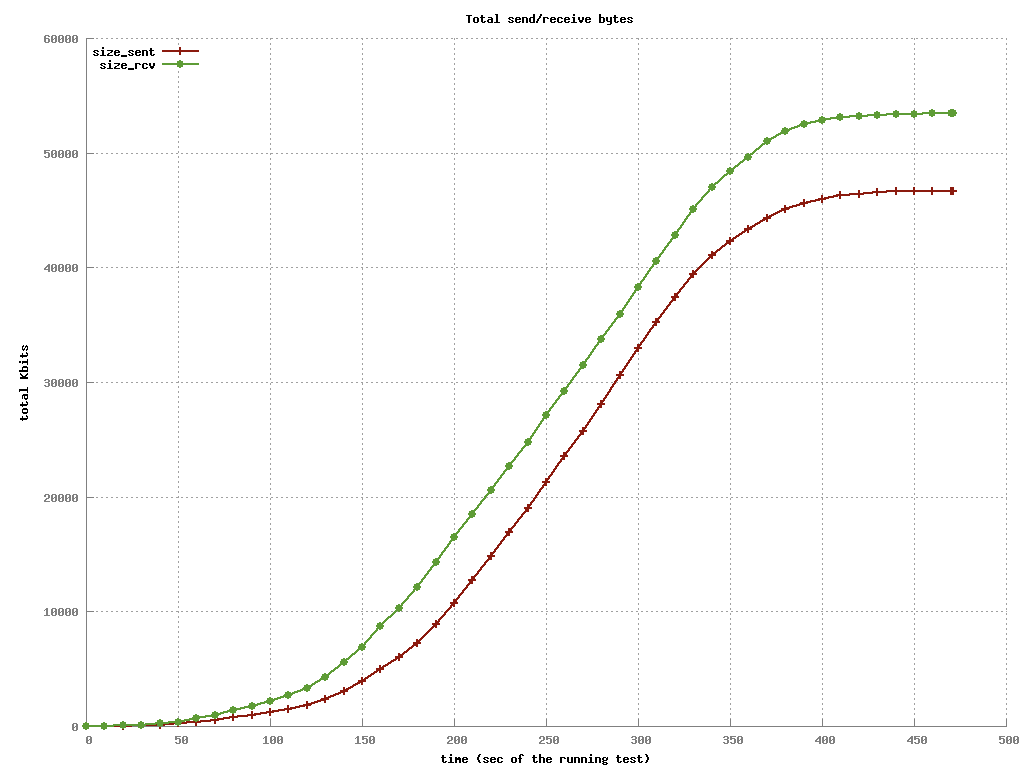 Total send/receive bytes
60000
size_sent
size_rcv
50000
40000
total Kbits
30000
20000
10000
0
0 50 100 150 200 250 300 350 400 450 500
time (sec of the running test)